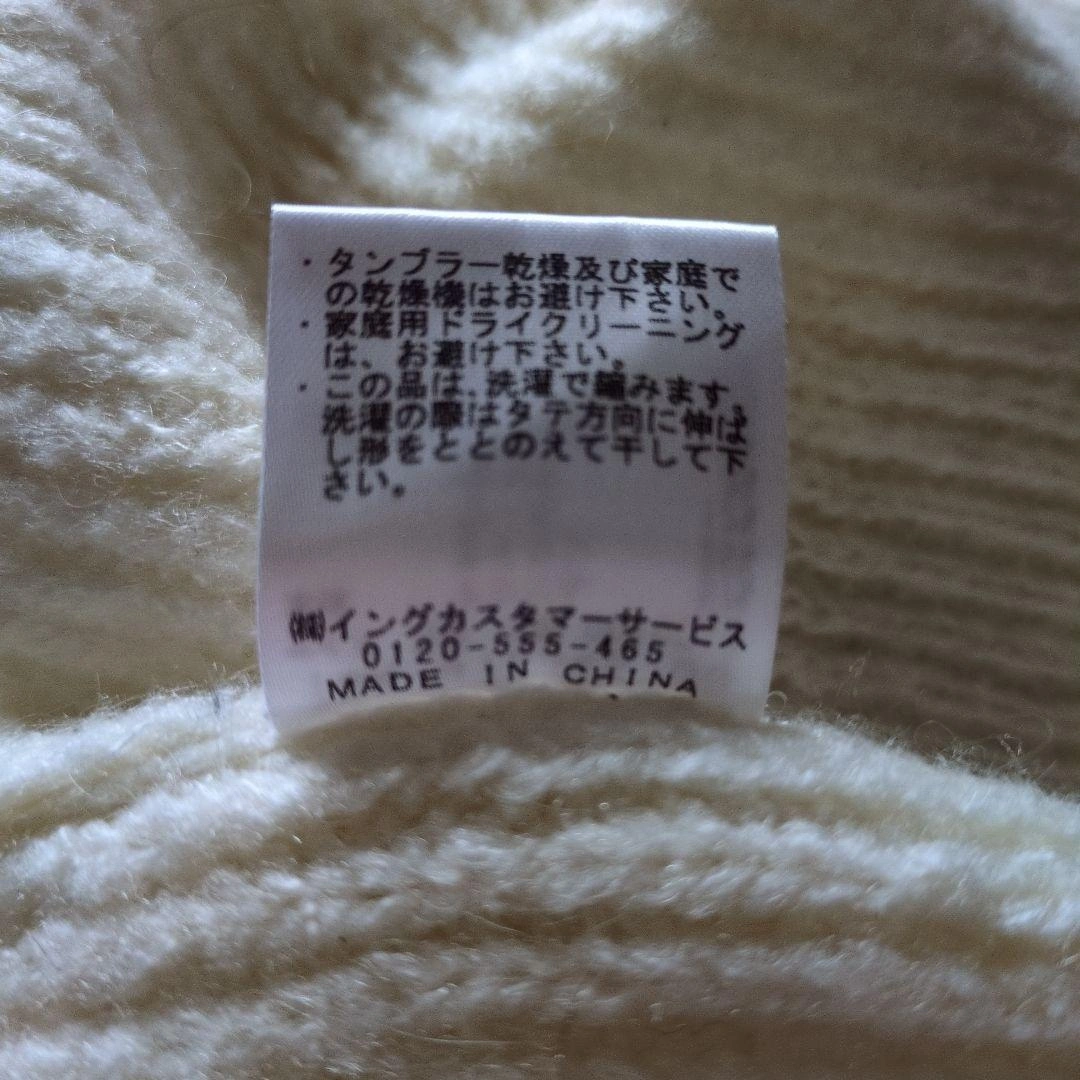 ・タンブラー乾燥及び家庭で
の乾燥機はお避け下さい。
・家庭用ドライクリーニング
は、お避け下さい。
・この品は、洗濯で縮みます。
洗濯の際はタテ方向に伸ば
し形をととのえて干して下
さい。
㈱イングカスタマーサービス
0120-555-465
MADE IN CHINA